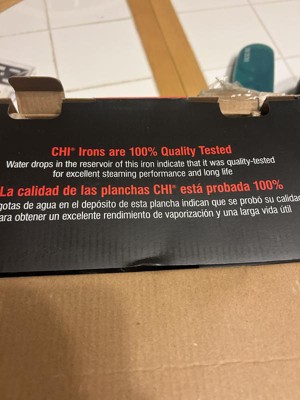 CHI® Irons are 100% Quality Tested
Water drops in the reservoir of this iron indicate that it was quality-tested
for excellent steaming performance and long life
La calidad de las planchas CHI® está probada 100%
gotas de agua en el depósito de esta plancha indican que se probó su calidad
para obtener un excelente rendimiento de vaporización y una larga vida útil